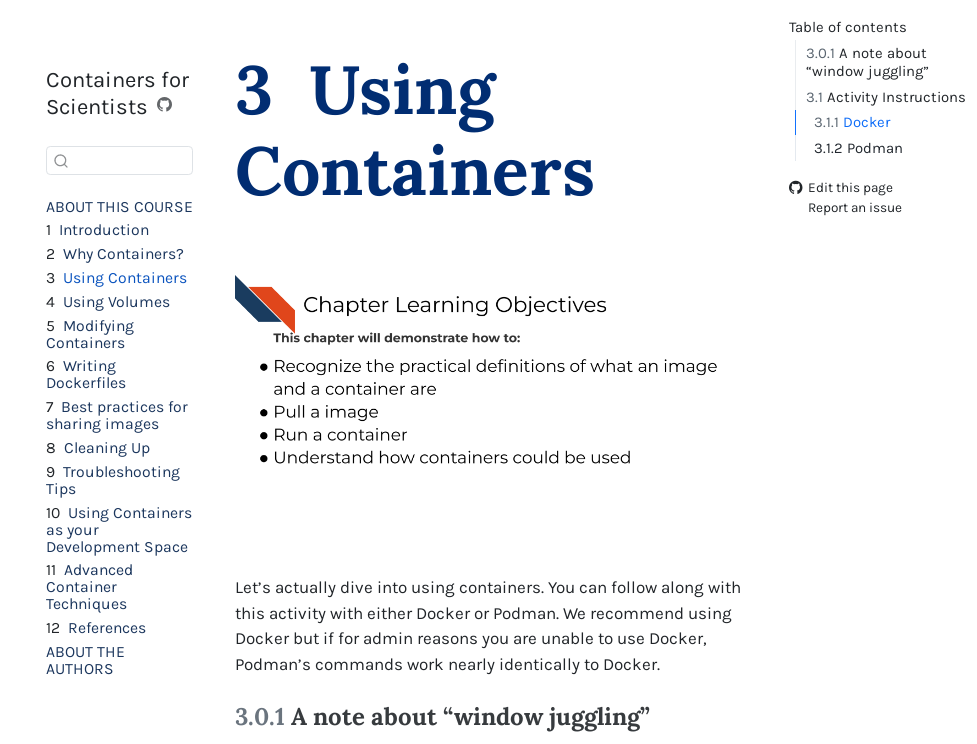 Containers for
Scientists
ABOUT THIS COURSE
1 Introduction
2 Why Containers?
3 Using Containers
4 Using Volumes
5 Modifying
Containers
6 Writing
Dockerfiles
7 Best practices for
sharing images
8 Cleaning Up
9 Troubleshooting
Tips
10 Using Containers
as your
Development Space
11 Advanced
Container
Techniques
12 References
ABOUT THE
AUTHORS
3 Using
Containers
Chapter Learning Objectives
This chapter will demonstrate how to:
● Recognize the practical definitions of what an image
and a container are
● Pull a image
● Run a container
● Understand how containers could be used
Let’s actually dive into using containers. You can follow along with
this activity with either Docker or Podman. We recommend using
Docker but if for admin reasons you are unable to use Docker,
Podman’s commands work nearly identically to Docker.
3.0.1 A note about “window juggling”
Table of contents
3.0.1 A note about
“window juggling”
3.1 Activity Instructions
3.1.1 Docker
3.1.2 Podman
Edit this page
Report an issue